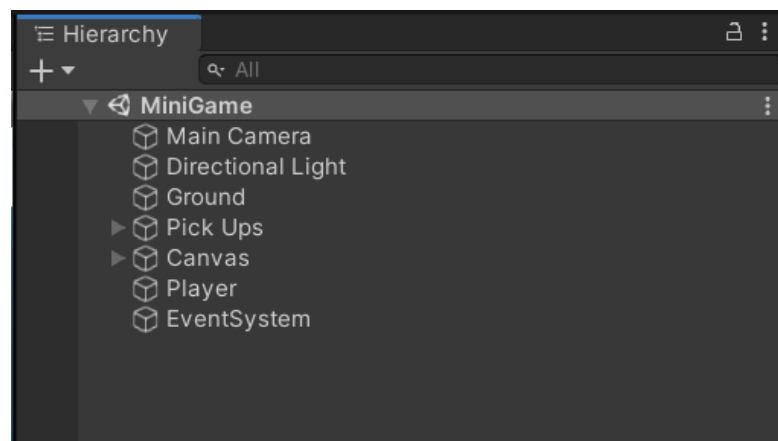 Hierarchy
All
MiniGame
Main Camera
Directional Light
Ground
Pick Ups
Canvas
Player
EventSystem